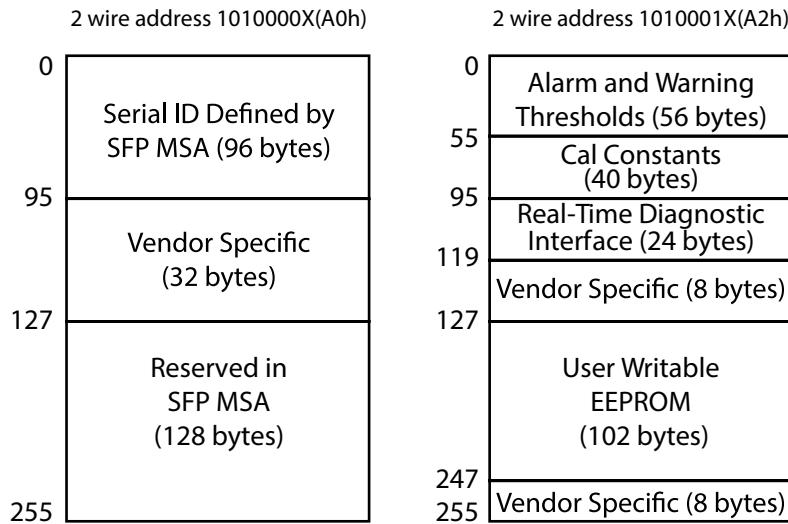 2 wire address 1010000X(A0h)
0
Serial ID Defined by
SFP MSA (96 bytes)
95
Vendor Specific
(32 bytes)
127
Reserved in
SFP MSA
(128 bytes)
255
2 wire address 1010001X(A2h)
0
Alarm and Warning
Thresholds (56 bytes)
55
Cal Constants
(40 bytes)
95
Real-Time Diagnostic
Interface (24 bytes)
119
Vendor Specific (8 bytes)
127
User Writable
EEPROM
(102 bytes)
247
Vendor Specific (8 bytes)
255